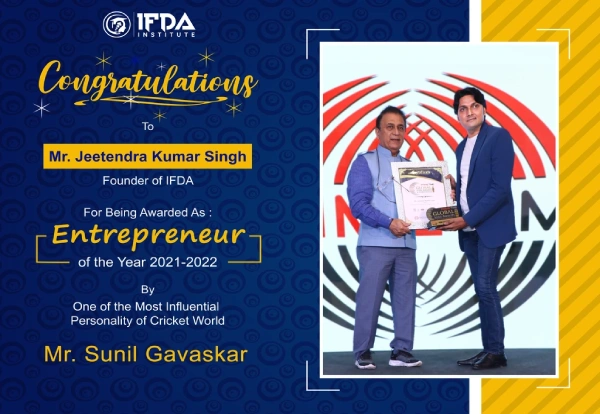 IFDA
INSTITUTE
Congratulations
To
Mr. Jeetendra Kumar Singh
Founder of IFDA
For Being Awarded As :
Entrepreneur
of the Year 2021-2022
By
One of the Most Influential
Personality of Cricket World
Mr. Sunil Gavaskar
GLOBAL